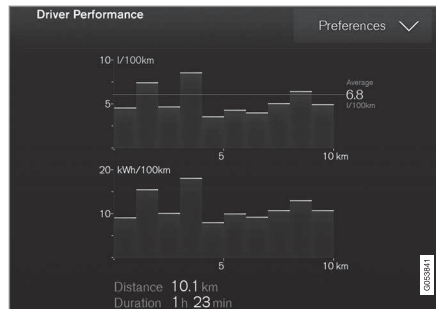 Driver Performance
Preferences
10- l/100km
Average
6.8
l/100km
5-
5
10 km
20- kWh/100km
10-
5
10 km
Distance 10.1 km
Duration 1 h 23 min
G053841